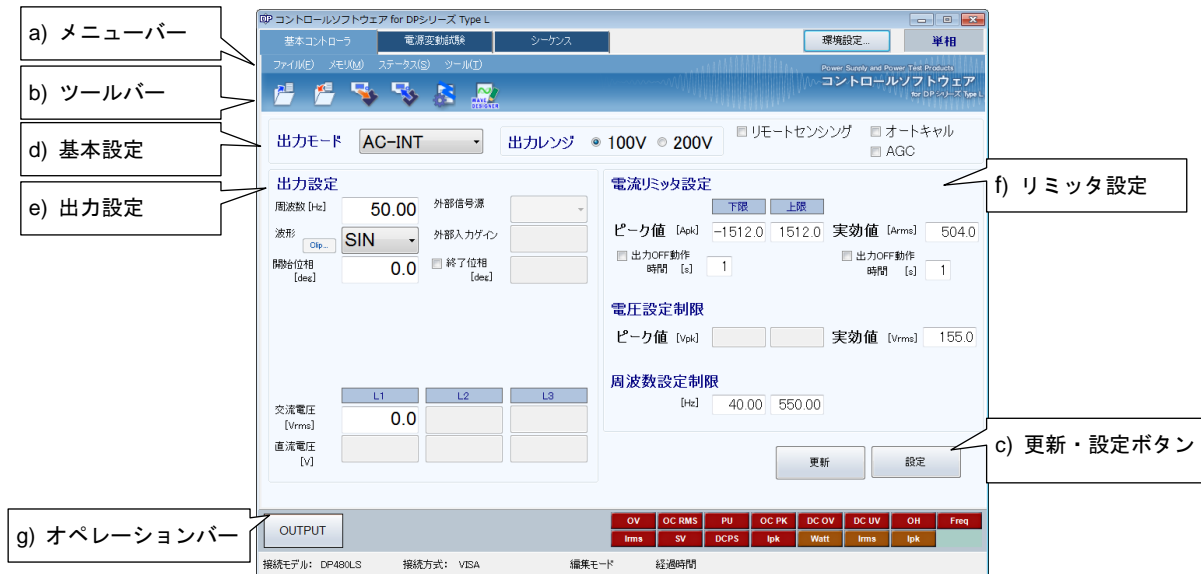 a) メニューバー
b) ツールバー
d) 基本設定
e) 出力設定
g) オペレーションバー
f) リミッタ設定
c) 更新・設定ボタン
DP コントロールソフトウェア for DPシリーズ Type L
基本コントローラ 電源変動試験 シーケンス 環境設定... 単相
ファイル(F) メモリ(M) ステータス(S) ツール(T)
Power Supply and Power Test Products
コントロールソフトウェア
for DP シリーズ Type L
WAVE DESIGNER
出力モード AC-INT 出力レンジ 100V 200V リモートセンシング オートキャル
AGC
出力設定
周波数 [Hz] 50.00 外部信号源
波形 Clip... SIN 外部入力ゲイン
開始位相 [deg] 0.0 終了位相 [deg]
L1 L2 L3
交流電圧 [Vrms] 0.0
直流電圧 [V]
電流リミッタ設定
下限 上限
ピーク値 [Apk] -1512.0 1512.0 実効値 [Arms] 504.0
出力OFF動作 時間 [s] 1 出力OFF動作 時間 [s] 1
電圧設定制限
ピーク値 [Vpk] 実効値 [Vrms] 155.0
周波数設定制限
[Hz] 40.00 550.00
更新 設定
OUTPUT
OV OC RMS PU OC PK DC OV DC UV OH Freq
Irms SV DCPS Ipk Watt Irms Ipk
接続モデル: DP480LS 接続方式: VISA 編集モード 経過時間